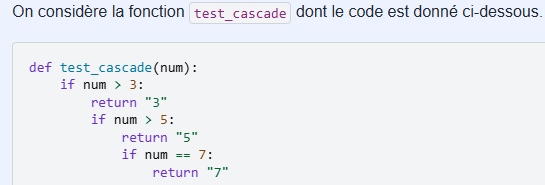 On considère la fonction test_cascade dont le code est donné ci-dessous.
def test_cascade(num):
    if num > 3:
        return "3"
        if num > 5:
            return "5"
            if num == 7:
                return "7"